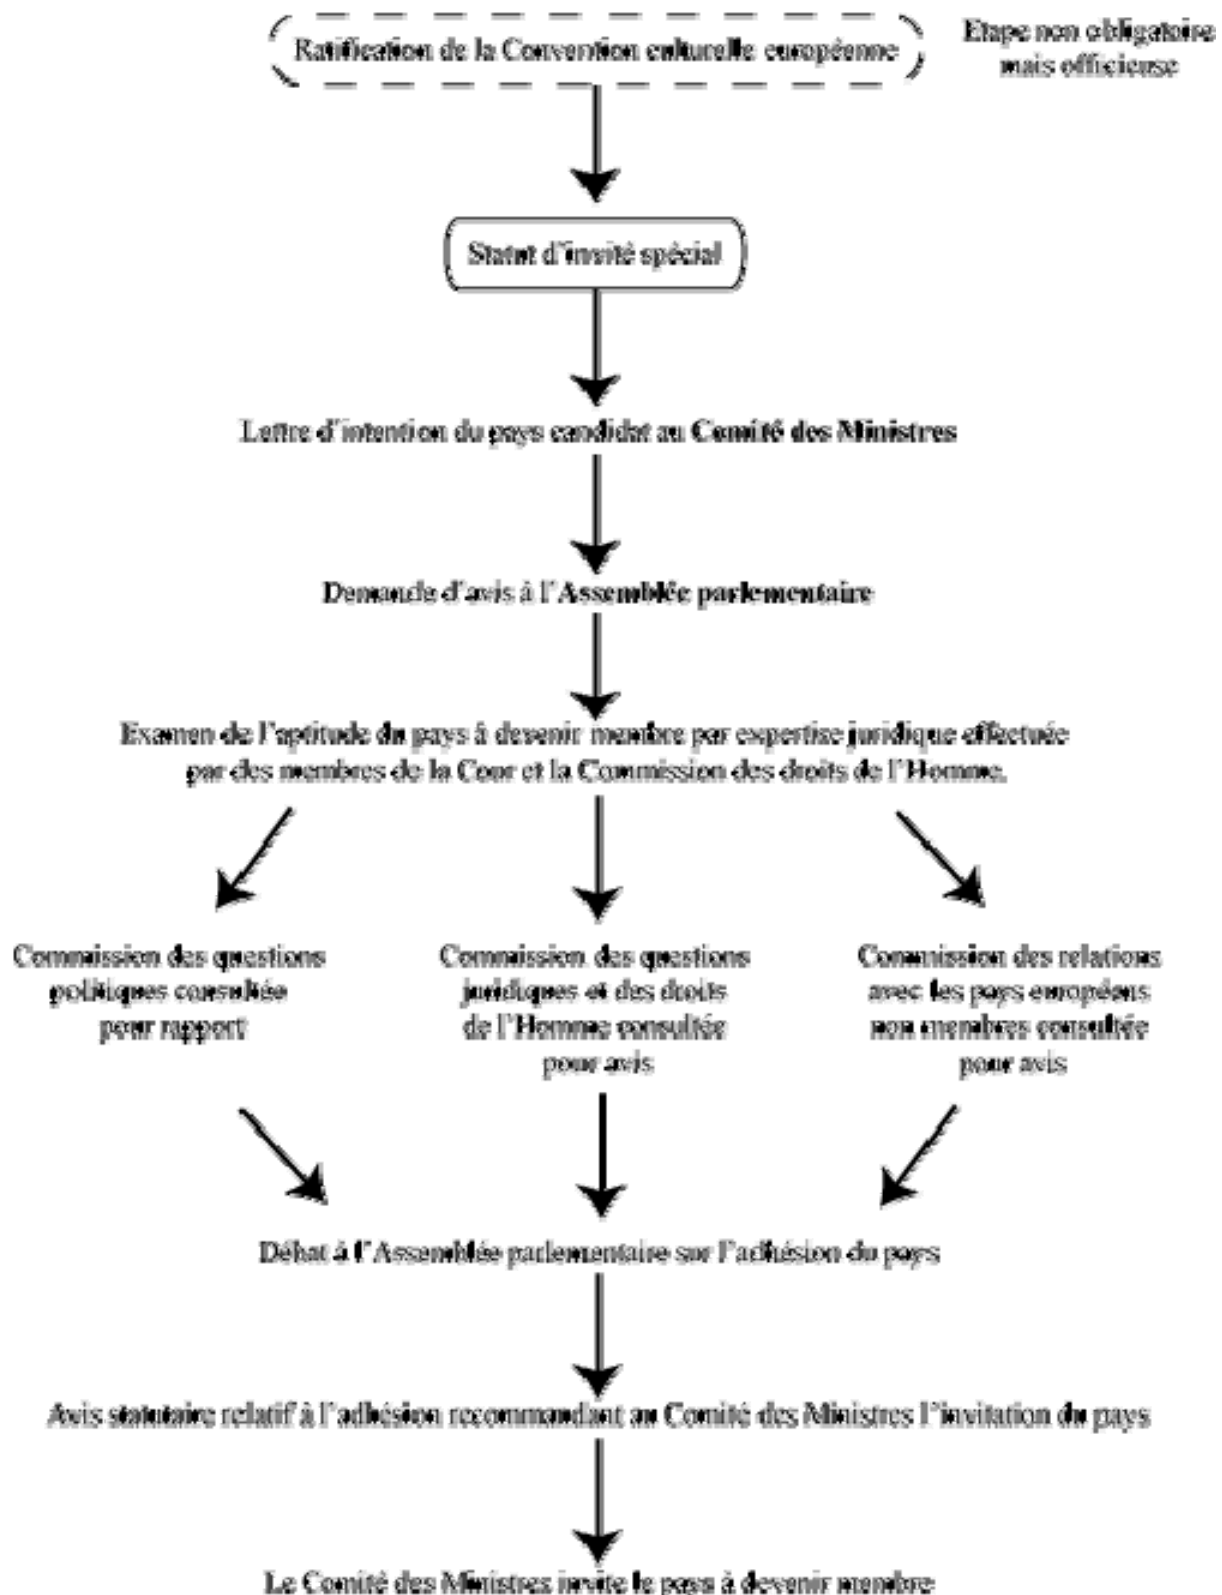 Ratification de la Convention culturelle européenne
Etape non obligatoire
mais officieuse
Statut d'invité spécial
Lettre d'intention du pays candidat au Comité des Ministres
Demande d'avis à l'Assemblée parlementaire
Examen de l'aptitude du pays à devenir membre par expertise juridique effectuée
par des membres de la Cour et la Commission des droits de l'Homme.
Commission des questions
politiques consultée
pour rapport
Commission des questions
juridiques et des droits
de l'Homme consultée
pour avis
Commission des relations
avec les pays européens
non membres consultée
pour avis
Débat à l'Assemblée parlementaire sur l'adhésion du pays
Avis statutaire relatif à l'adhésion recommandant au Comité des Ministres l'invitation du pays
Le Comité des Ministres invite le pays à devenir membre